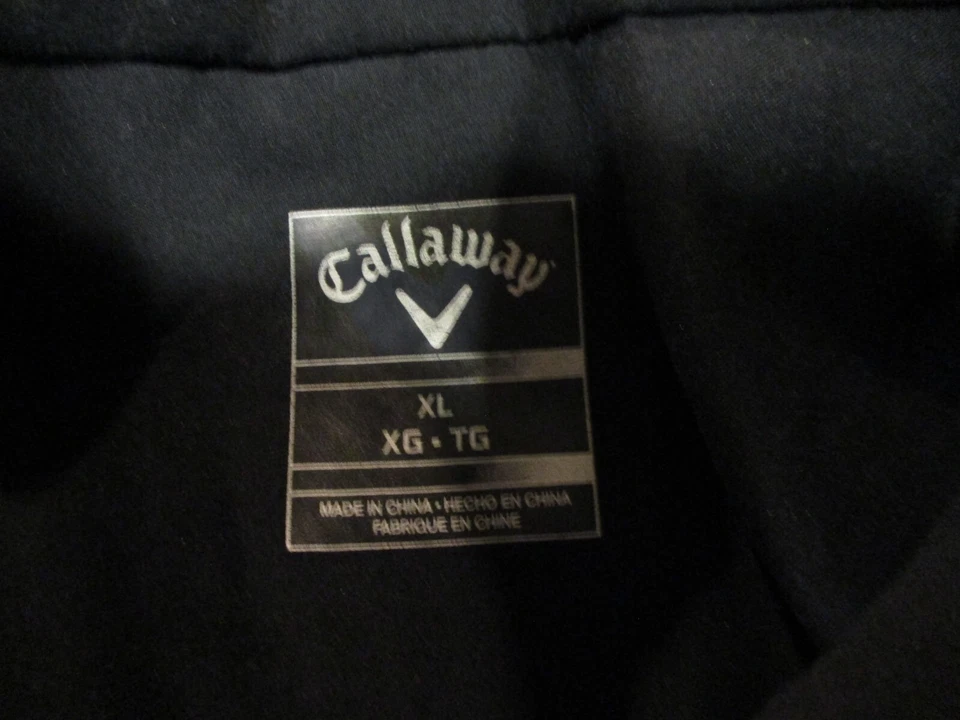 Callaway
XL
XG • TG
MADE IN CHINA • HECHO EN CHINA
FABRIQUE EN CHINE